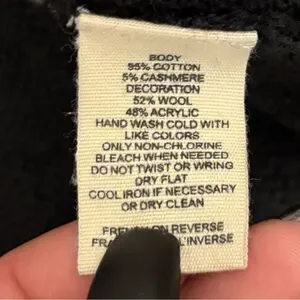 BODY
95% COTTON
5% CASHMERE
DECORATION
52% WOOL
48% ACRYLIC
HAND WASH COLD WITH
LIKE COLORS
ONLY NON-CHLORINE
BLEACH WHEN NEEDED
DO NOT TWIST OR WRING
DRY FLAT
COOL IRON IF NECESSARY
OR DRY CLEAN
ON REVERSE
L'INVERSE